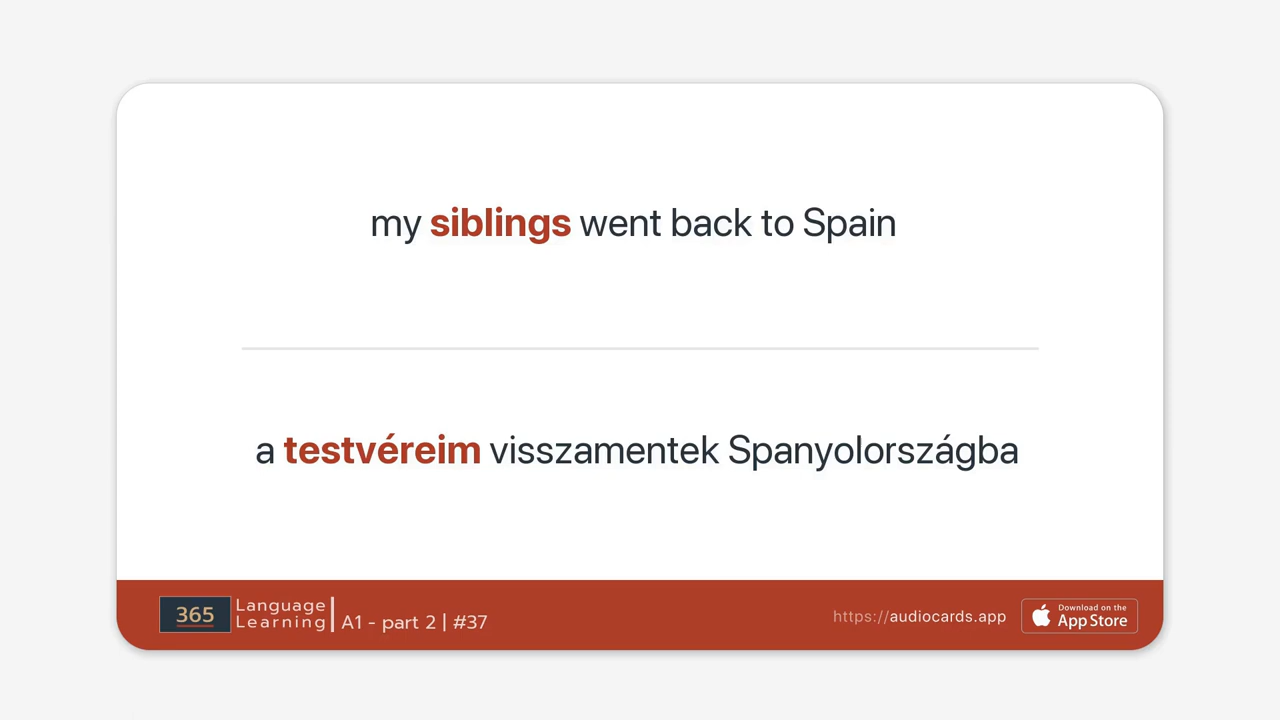 my siblings went back to Spain
a testvéreim visszamentek Spanyolországba
365
Language
Learning
A1 - part 2 | #37
https://audiocards.app
Download on the
App Store